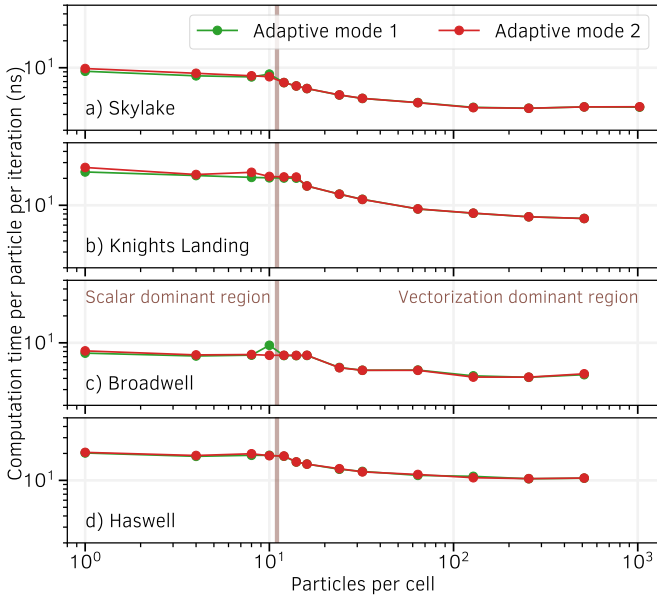 Adaptive mode 1 Adaptive mode 2
Computation time per particle per iteration (ns)
10¹
a) Skylake
10¹
b) Knights Landing
Scalar dominant region Vectorization dominant region
10¹
c) Broadwell
10¹
d) Haswell
10⁰ 10¹ 10² 10³
Particles per cell